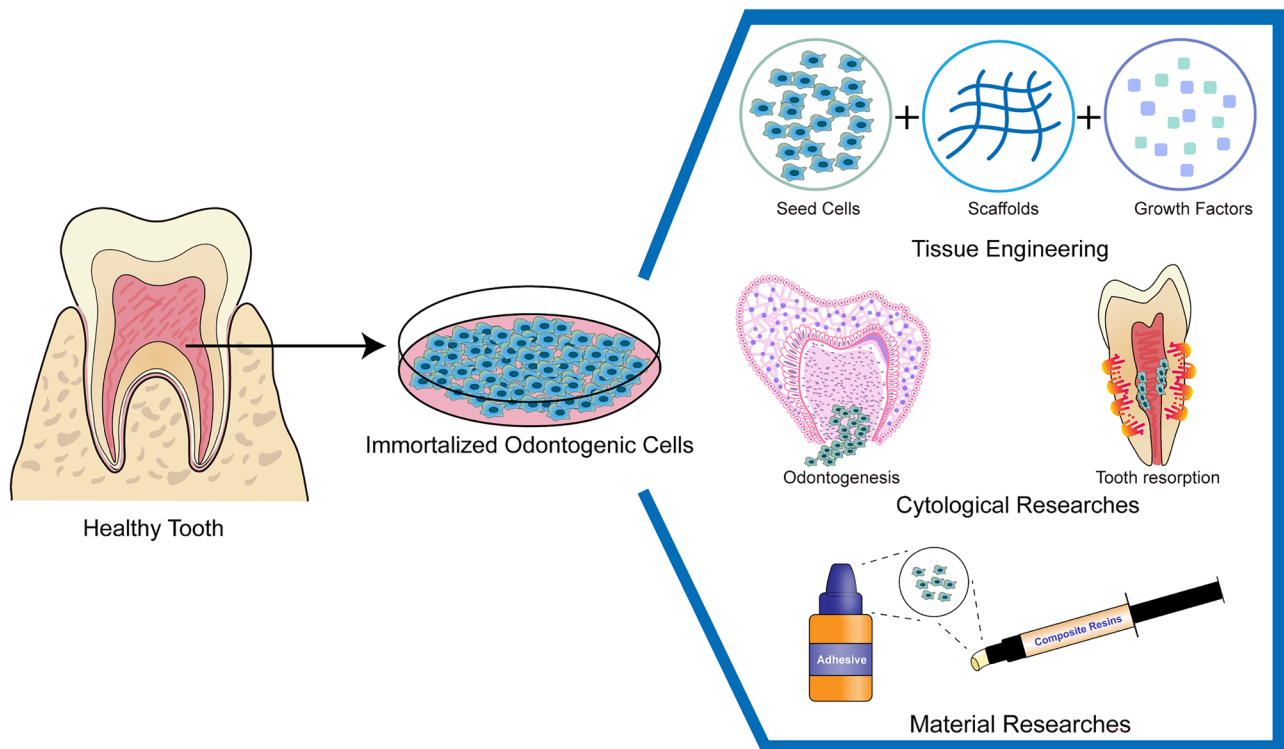 Healthy Tooth
Immortalized Odontogenic Cells
+
+
Seed Cells
Scaffolds
Growth Factors
Tissue Engineering
Odontogenesis
Tooth resorption
Cytological Researches
Adhesive
Composite Resins
Material Researches